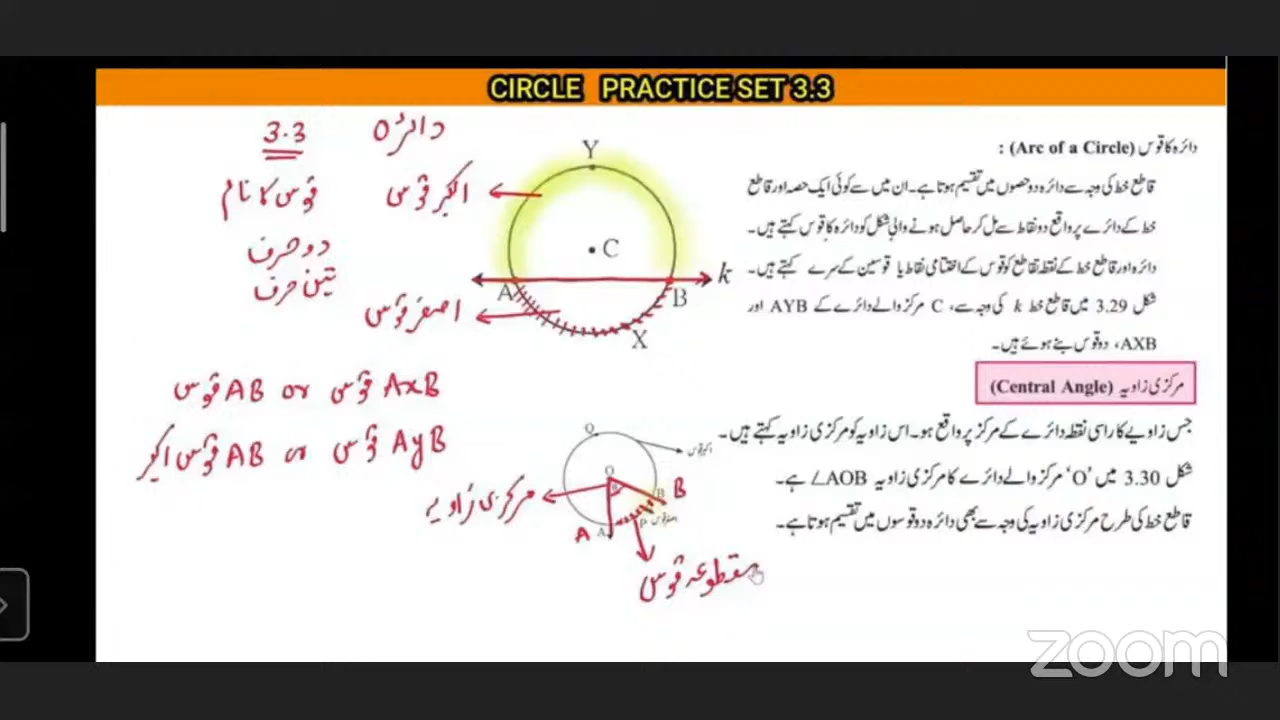 CIRCLE PRACTICE SET 3.3
3.3 دائرہ
دائرہ کا قوس (Arc of a Circle) :
قاطع خط کی وجہ سے دائرہ دو حصوں میں تقسیم ہوتا ہے۔ ان میں سے کوئی ایک حصہ اور قاطع
خط کے دائرے پر واقع دو نقاط سے مل کر حاصل ہونے والی شکل کو دائرہ کا قوس کہتے ہیں۔
دائرہ اور قاطع خط کے نقطہ تقاطع کو قوس کے اختتامی نقاط یا قوسین کے سرے کہتے ہیں۔
شکل 3.29 میں قاطع خط k کی وجہ سے، C مرکز والے دائرے کے AYB اور
AXB، دو قوس بنے ہوئے ہیں۔
مرکزی زاویہ (Central Angle)
جس زاویے کا راسی نقطہ دائرے کے مرکز پر واقع ہو۔ اس زاویہ کو مرکزی زاویہ کہتے ہیں۔
شکل 3.30 میں 'O' مرکز والے دائرے کا مرکزی زاویہ ∠AOB ہے۔
قاطع خط کی طرح مرکزی زاویہ کی وجہ سے بھی دائرہ دو قوسوں میں تقسیم ہوتا ہے۔
قوس کا نام
دو حرف
تین حرف
Y
اکبر قوس
C
k
A
B
X
اصغر قوس
قوس AB or قوس AxB
قوس AB or قوس AyB
اکبر
Q
اکبر قوس
O
B
B
A
A
P
اصغر قوس
مرکزی زاویہ
مقطوعہ قوس
zoom